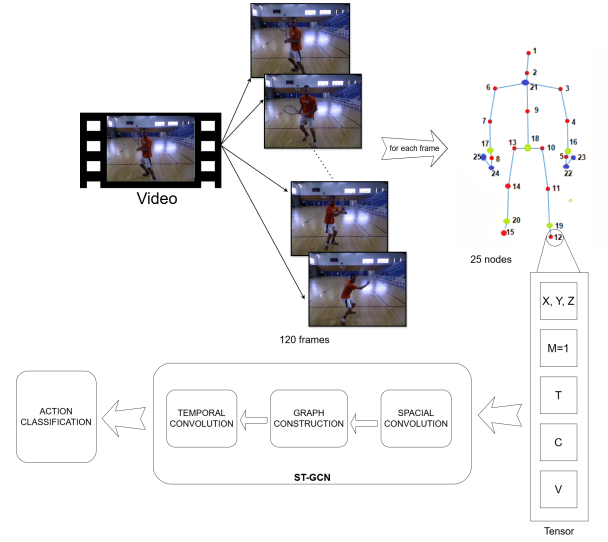 Video
120 frames
for each frame
1
2
21
6
3
7
9
4
17
13
18
10
16
25
8
5
23
24
22
14
11
20
19
15
12
25 nodes
X, Y, Z
M=1
T
C
V
Tensor
SPACIAL
CONVOLUTION
GRAPH
CONSTRUCTION
TEMPORAL
CONVOLUTION
ST-GCN
ACTION
CLASSIFICATION